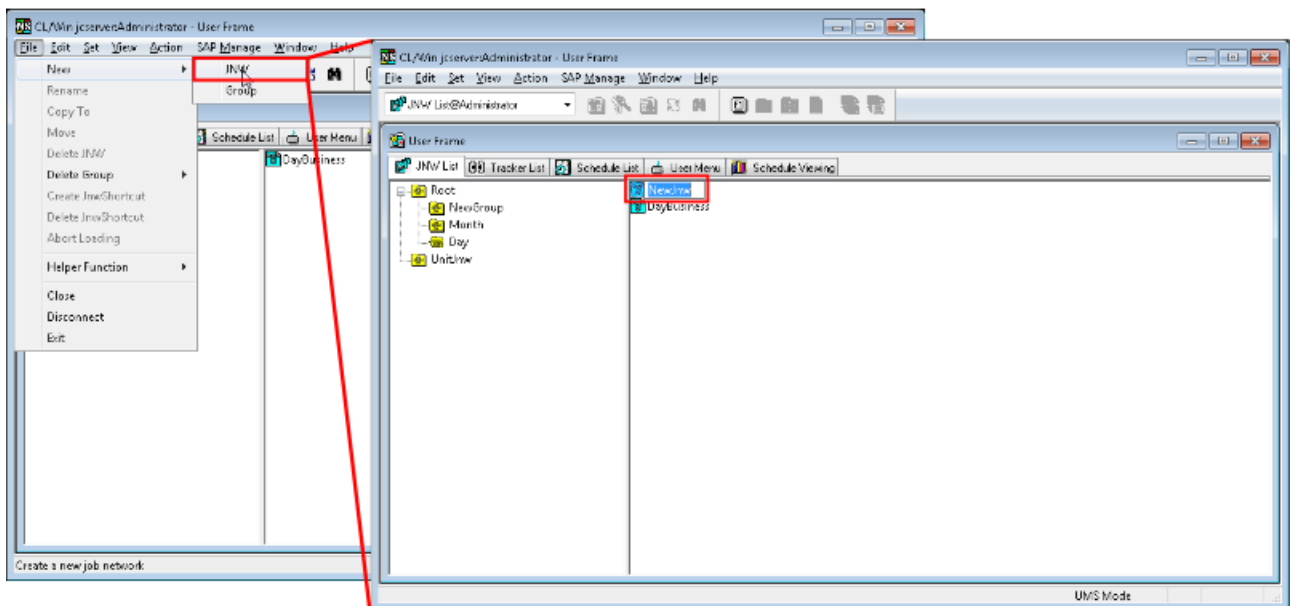 CL/Win jcserver:Administrator - User Frame
File Edit Set View Action SAP Manage Window Help
New JNW
Rename Group
Copy To
Move
Delete JNW
Delete Group
Create JnwShortcut
Delete JnwShortcut
Abort Loading
Helper Function
Close
Disconnect
Exit
Schedule List User Menu
DayBusiness
Create a new job network
CL/Win jcserver:Administrator - User Frame
File Edit Set View Action SAP Manage Window Help
JNW List@Administrator
User Frame
JNW List Tracker List Schedule List User Menu Schedule Viewing
Root NewJnw
NewGroup DayBusiness
Month
Day
UnitJnw
UMS Mode